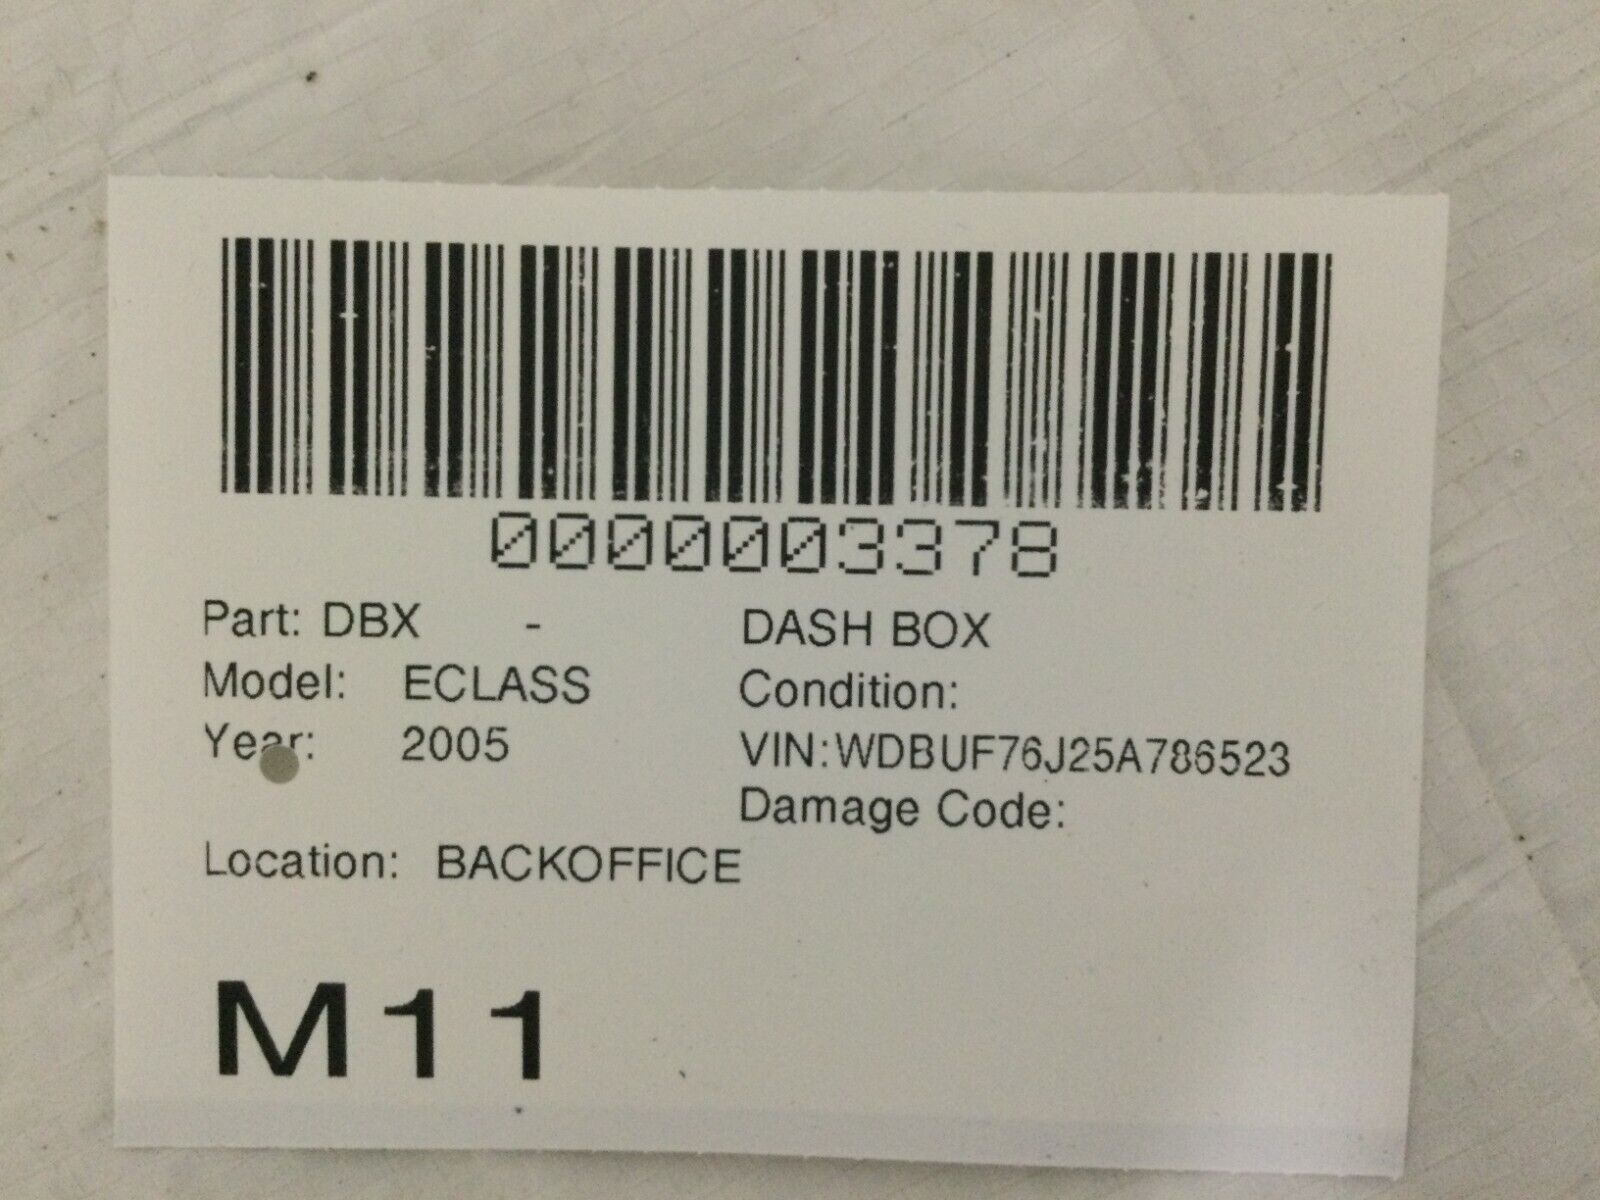 0000003378
Part: DBX - DASH BOX
Model: ECLASS Condition:
Year: 2005 VIN:WDBUF76J25A786523
Damage Code:
Location: BACKOFFICE
M11